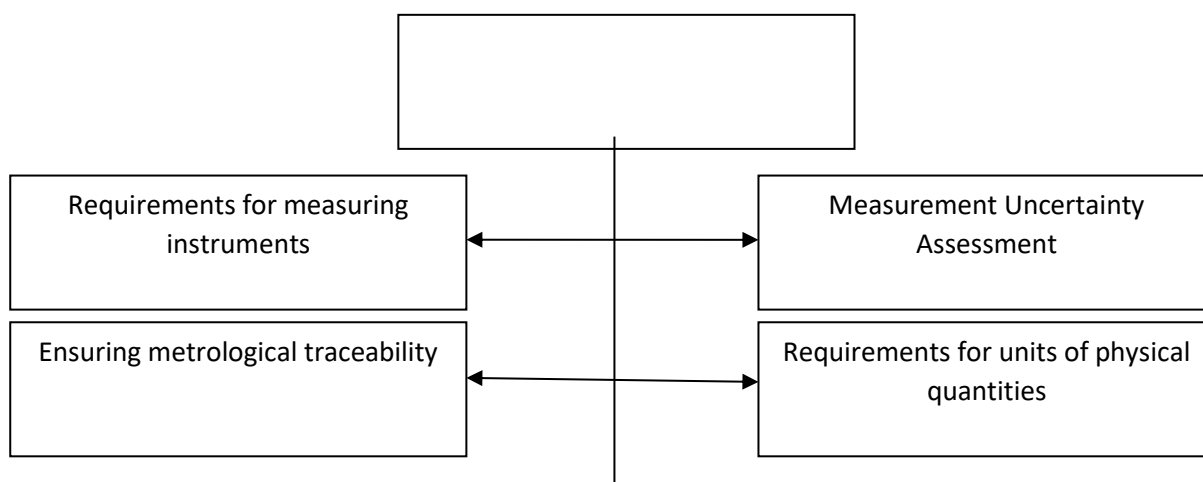 Requirements for measuring
instruments
Measurement Uncertainty
Assessment
Ensuring metrological traceability
Requirements for units of physical
quantities